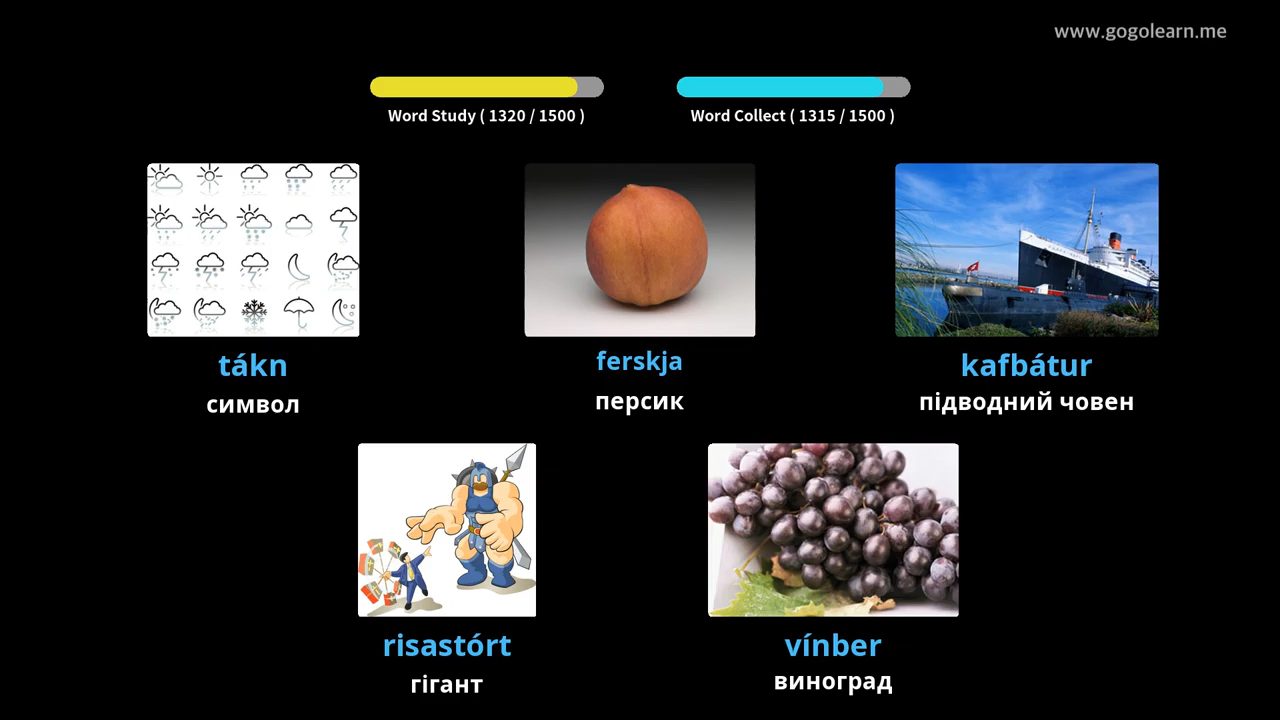 www.gogolearn.me
Word Study ( 1320 / 1500 )
Word Collect ( 1315 / 1500 )
tákn
символ
ferskja
персик
kafbátur
підводний човен
risastórt
гігант
vínber
виноград